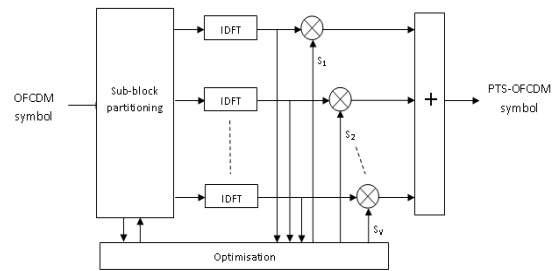 IDFT
S1
OFCDM
symbol
Sub-block
partitioning
IDFT
S2
+
PTS-OFCDM
symbol
IDFT
SV
Optimisation